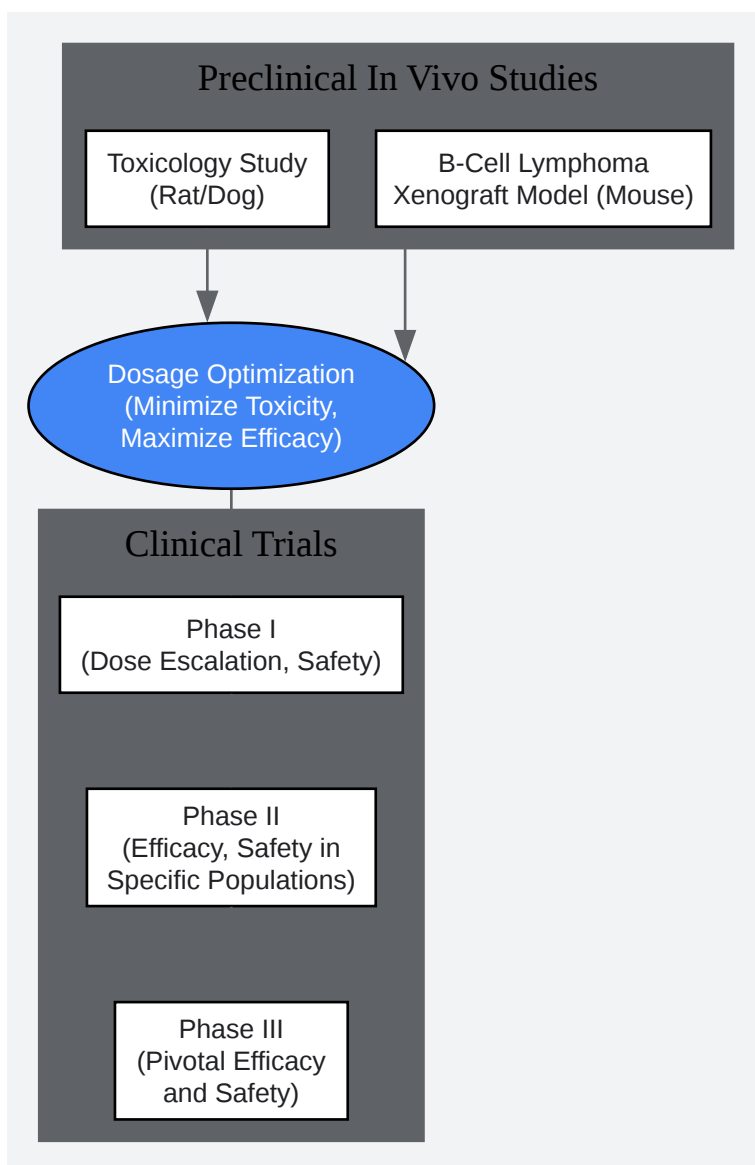 Preclinical In Vivo Studies
Toxicology Study
(Rat/Dog)
B-Cell Lymphoma
Xenograft Model (Mouse)
Dosage Optimization
(Minimize Toxicity,
Maximize Efficacy)
Clinical Trials
Phase I
(Dose Escalation, Safety)
Phase II
(Efficacy, Safety in
Specific Populations)
Phase III
(Pivotal Efficacy
and Safety)